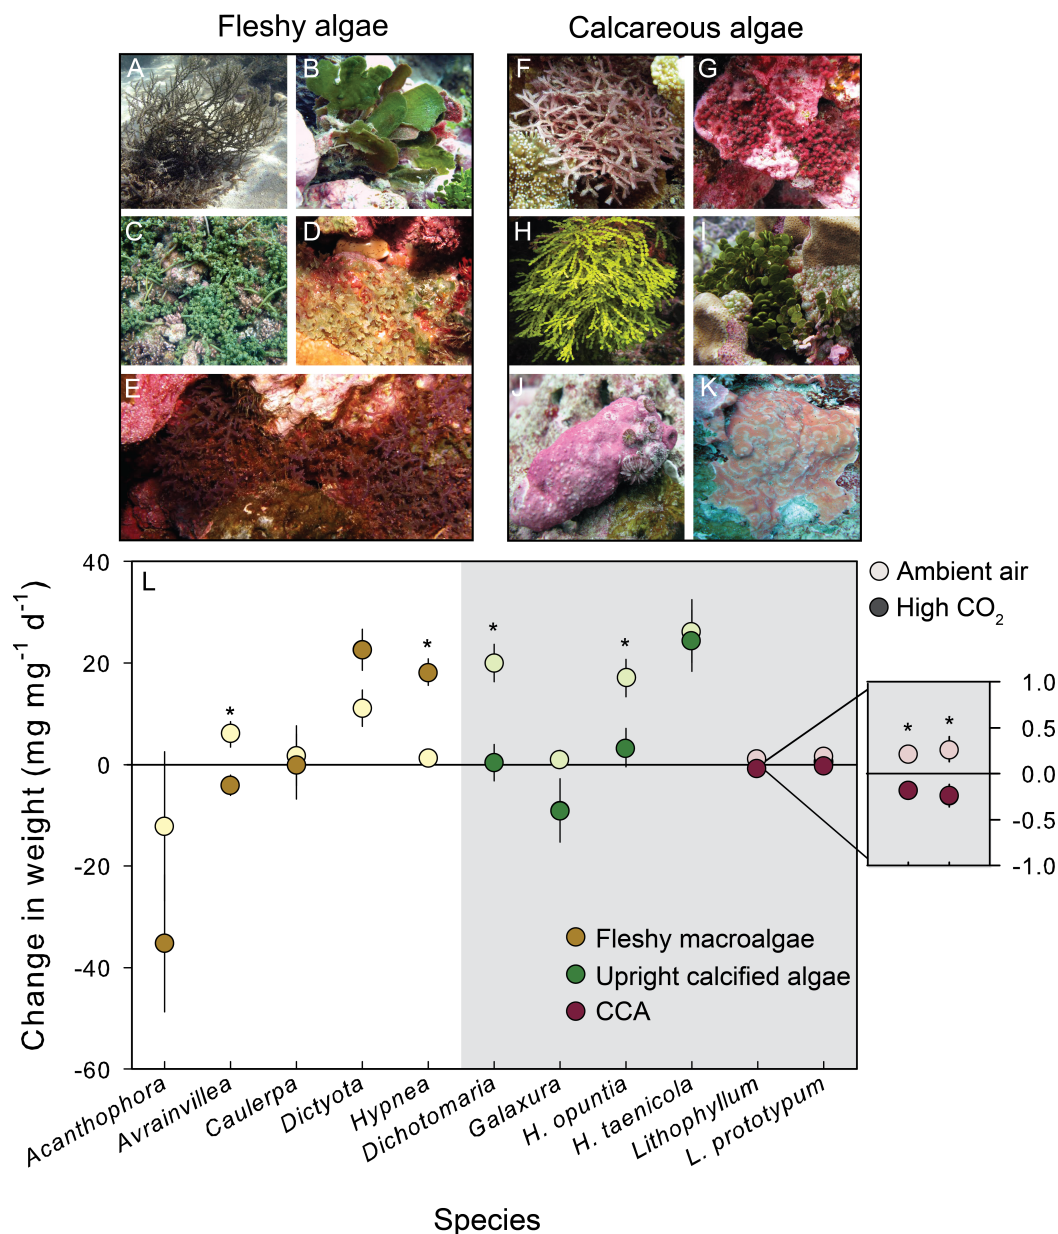 Fleshy algae
Calcareous algae
A
B
F
G
C
D
H
I
E
J
K
L
Ambient air
High CO2
Change in weight (mg mg-1 d-1)
40
20
0
-20
-40
-60
*
*
*
*
1.0
0.5
0.0
-0.5
-1.0
* *
Fleshy macroalgae
Upright calcified algae
CCA
Acanthophora
Avrainvillea
Caulerpa
Dictyota
Hypnea
Dichotomaria
Galaxura
H. opuntia
H. taenicola
Lithophyllum
L. prototypum
Species